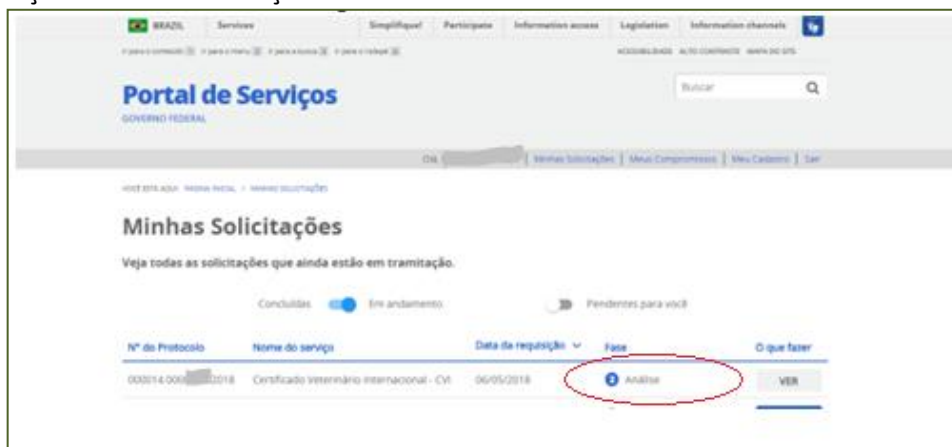 BRAZIL Services Simplifique! Participate Information access Legislation Information channels
ACESSIBILIDADE ALTO CONTRASTE MAPA DO SITE
Portal de Serviços
Buscar
GOVERNO FEDERAL
Olá, | Minhas Solicitações | Meus Compromissos | Meu Cadastro | Sair
VOCÊ ESTÁ AQUI: PÁGINA INICIAL > MINHAS SOLICITAÇÕES
Minhas Solicitações
Veja todas as solicitações que ainda estão em tramitação.
Concluídas Em andamento Pendentes para você
Nº do Protocolo Nome do serviço Data da requisição Fase O que fazer
000014.000 2018 Certificado Veterinário Internacional - CVI 06/05/2018 2 Análise VER